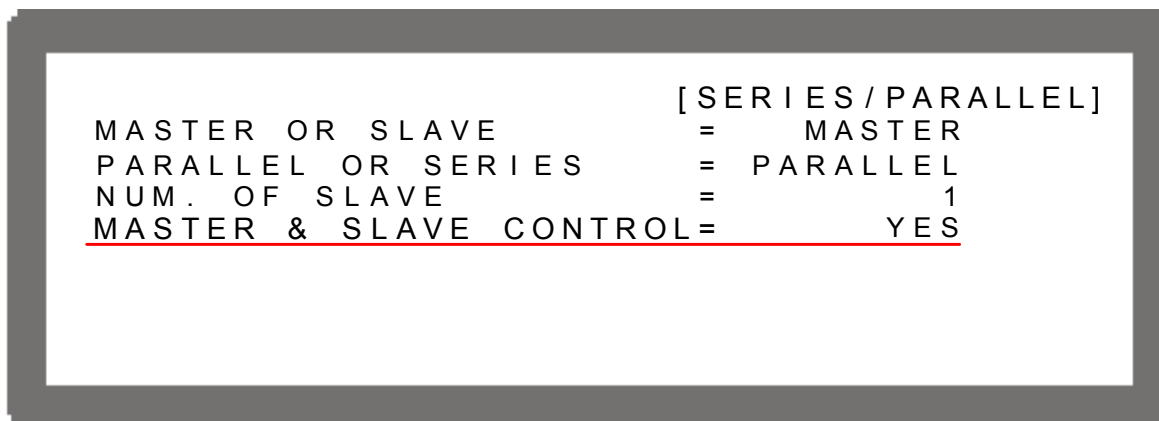 [SERIES/PARALLEL]
MASTER OR SLAVE = MASTER
PARALLEL OR SERIES = PARALLEL
NUM. OF SLAVE = 1
MASTER & SLAVE CONTROL= YES